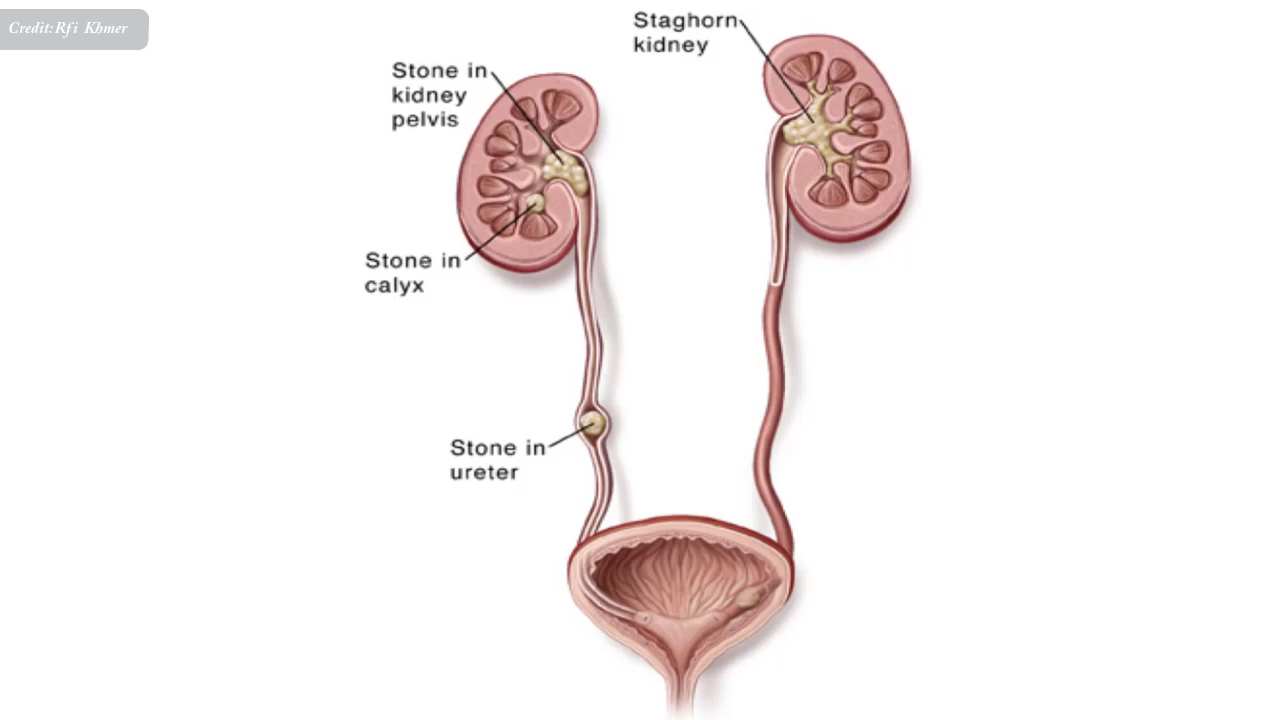 Credit:Rfi Khmer
Staghorn
kidney
Stone in
kidney
pelvis
Stone in
calyx
Stone in
ureter